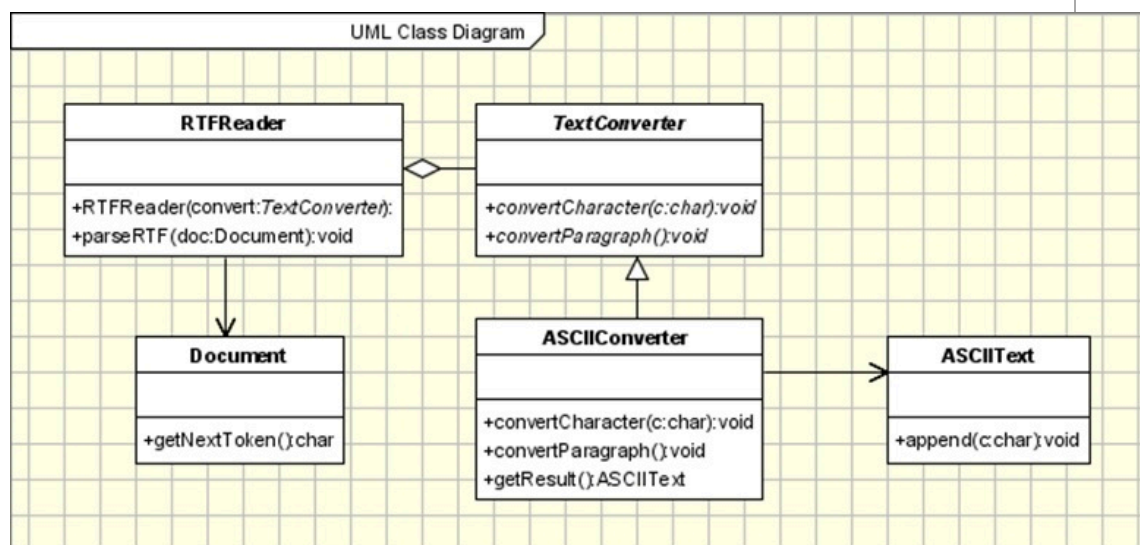 UML Class Diagram
RTFReader
+RTFReader(convert:TextConverter):
+parseRTF(doc:Document):void
TextConverter
+convertCharacter(c:char):void
+convertParagraph():void
Document
+getNextToken():char
ASCIIConverter
+convertCharacter(c:char):void
+convertParagraph():void
+getResult():ASCIIText
ASCIIText
+append(c:char):void